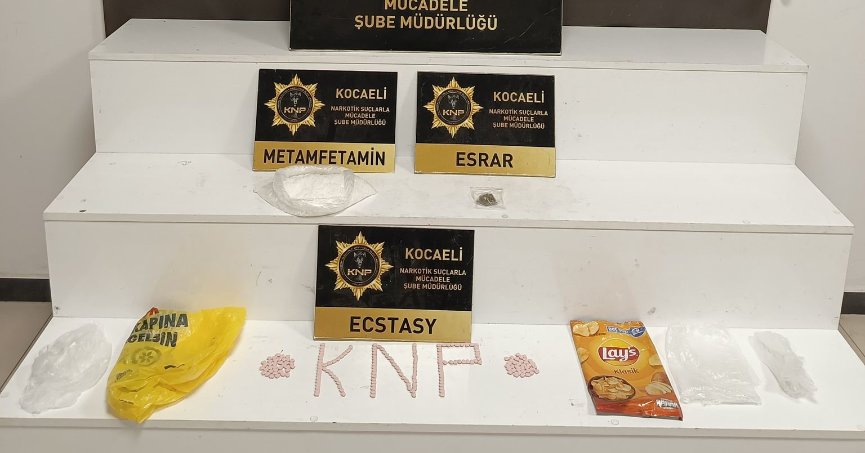 MÜCADELE
ŞUBE MÜDÜRLÜĞÜ
KNP
KOCAELİ
NARKOTİK SUÇLARLA
MÜCADELE
ŞUBE MÜDÜRLÜĞÜ
METAMFETAMİN
KNP
KOCAELİ
NARKOTİK SUÇLARLA
MÜCADELE
ŞUBE MÜDÜRLÜĞÜ
ESRAR
KNP
KOCAELİ
NARKOTİK SUÇLARLA
MÜCADELE
ŞUBE MÜDÜRLÜĞÜ
ECSTASY
KAPINA
GELSİN
KNP
Lay's
Klasik